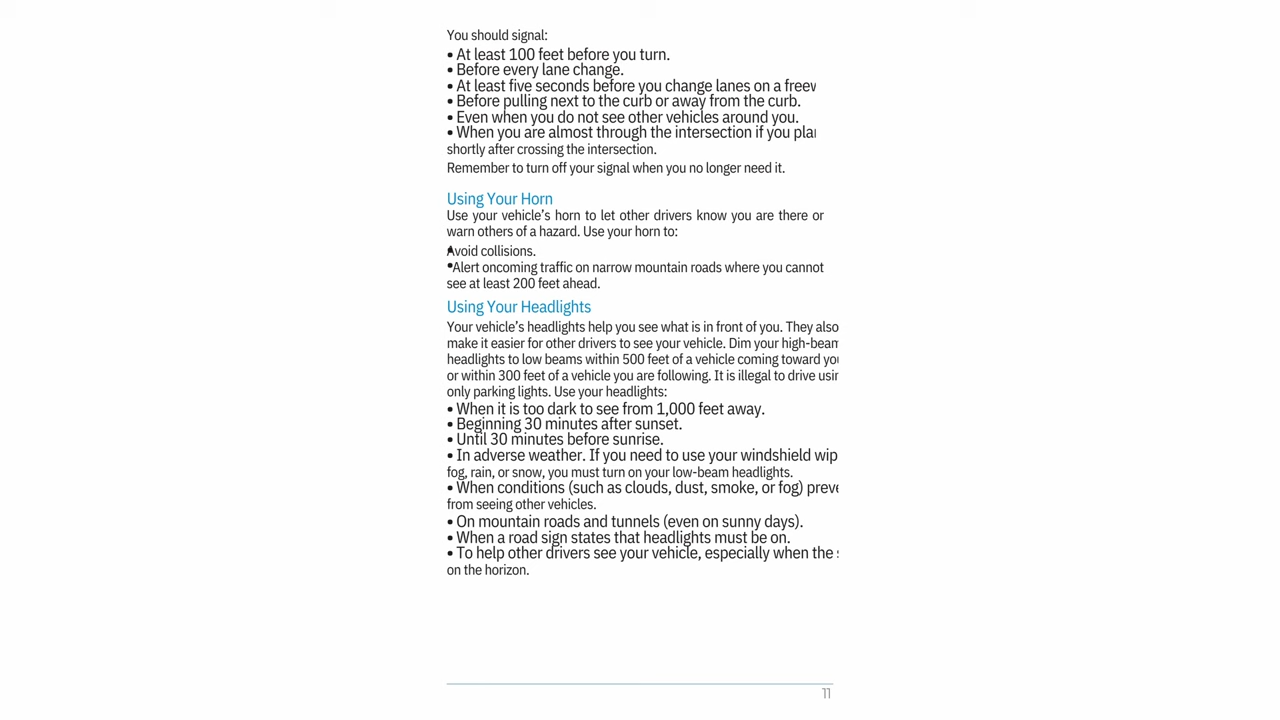 You should signal:
• At least 100 feet before you turn.
• Before every lane change.
• At least five seconds before you change lanes on a
• Before pulling next to the curb or away from the curb.
• Even when you do not see other vehicles around you.
• When you are almost through the intersection if you
shortly after crossing the intersection.
Remember to turn off your signal when you no longer need it.
Using Your Horn
Use your vehicle’s horn to let other drivers know you are there or
warn others of a hazard. Use your horn to:
•Avoid collisions.
•Alert oncoming traffic on narrow mountain roads where you cannot
see at least 200 feet ahead.
Using Your Headlights
Your vehicle’s headlights help you see what is in front of you. They also
make it easier for other drivers to see your vehicle. Dim your high-beam
headlights to low beams within 500 feet of a vehicle coming toward
or within 300 feet of a vehicle you are following. It is illegal to drive
only parking lights. Use your headlights:
• When it is too dark to see from 1,000 feet away.
• Beginning 30 minutes after sunset.
• Until 30 minutes before sunrise.
• In adverse weather. If you need to use your windshield
fog, rain, or snow, you must turn on your low-beam headlights.
• When conditions (such as clouds, dust, smoke, or fog)
from seeing other vehicles.
• On mountain roads and tunnels (even on sunny days).
• When a road sign states that headlights must be on.
• To help other drivers see your vehicle, especially when the
on the horizon.
11